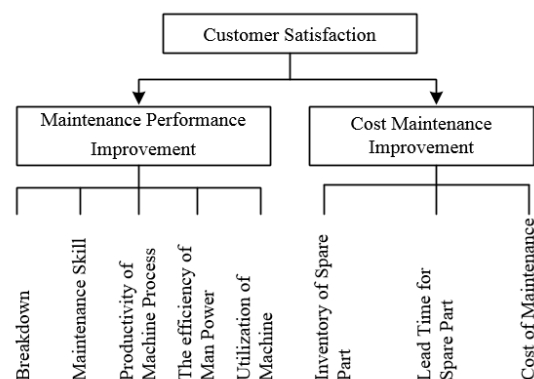 Customer Satisfaction
Maintenance Performance
Improvement
Cost Maintenance
Improvement
Breakdown
Maintenance Skill
Productivity of
Machine Process
The efficiency of
Man Power
Utilization of
Machine
Inventory of Spare
Part
Lead Time for
Spare Part
Cost of Maintenance